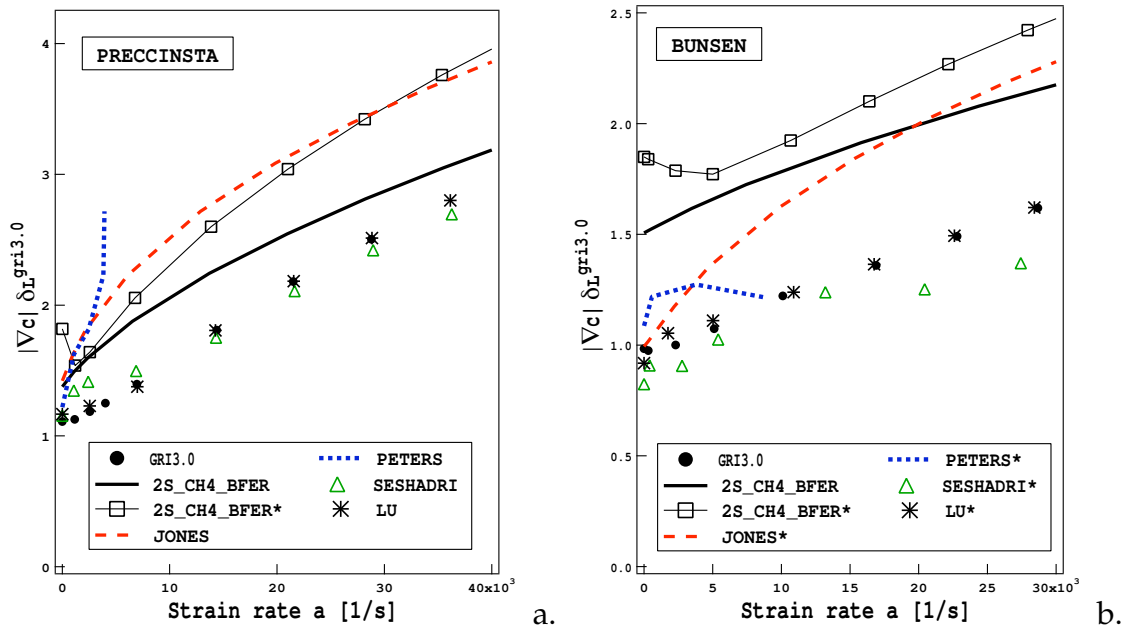 PRECCINSTA
4
3
2
1
0
|∇c| δL^gri3.0
GRI3.0
2S_CH4_BFER
2S_CH4_BFER*
JONES
PETERS
SESHADRI
LU
0 10 20 30 40x10³
Strain rate a [1/s]
a.
BUNSEN
2.5
2.0
1.5
1.0
0.5
0.0
|∇c| δL^gri3.0
GRI3.0
2S_CH4_BFER
2S_CH4_BFER*
JONES*
PETERS*
SESHADRI*
LU*
0 5 10 15 20 25 30x10³
Strain rate a [1/s]
b.